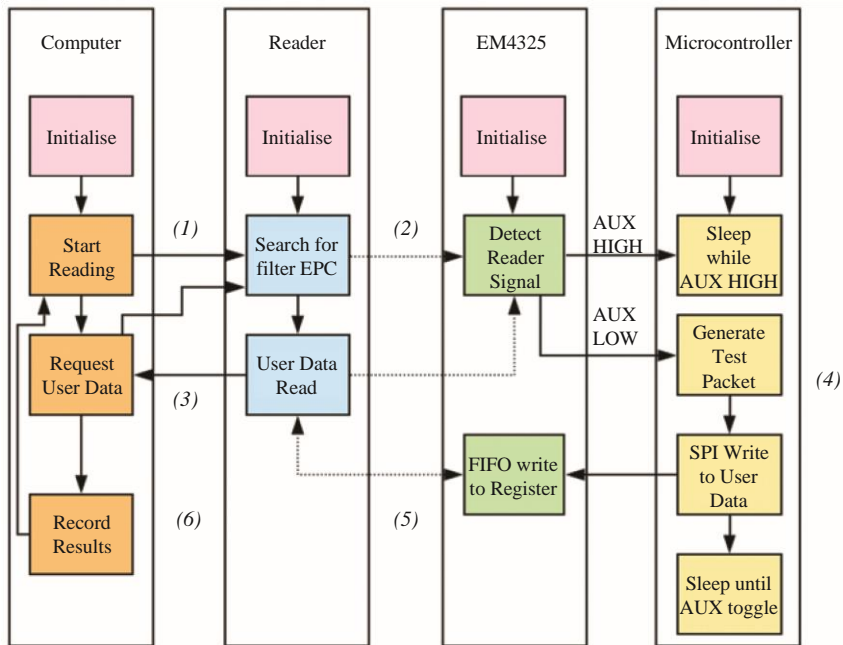 Computer
Reader
EM4325
Microcontroller
Initialise
Initialise
Initialise
Initialise
Start
Reading
(1)
Search for
filter EPC
(2)
Detect
Reader
Signal
AUX
HIGH
Sleep
while
AUX HIGH
Request
User Data
(3)
User Data
Read
AUX
LOW
Generate
Test
Packet
(4)
FIFO write
to Register
SPI Write
to User
Data
Record
Results
(6)
(5)
Sleep until
AUX toggle